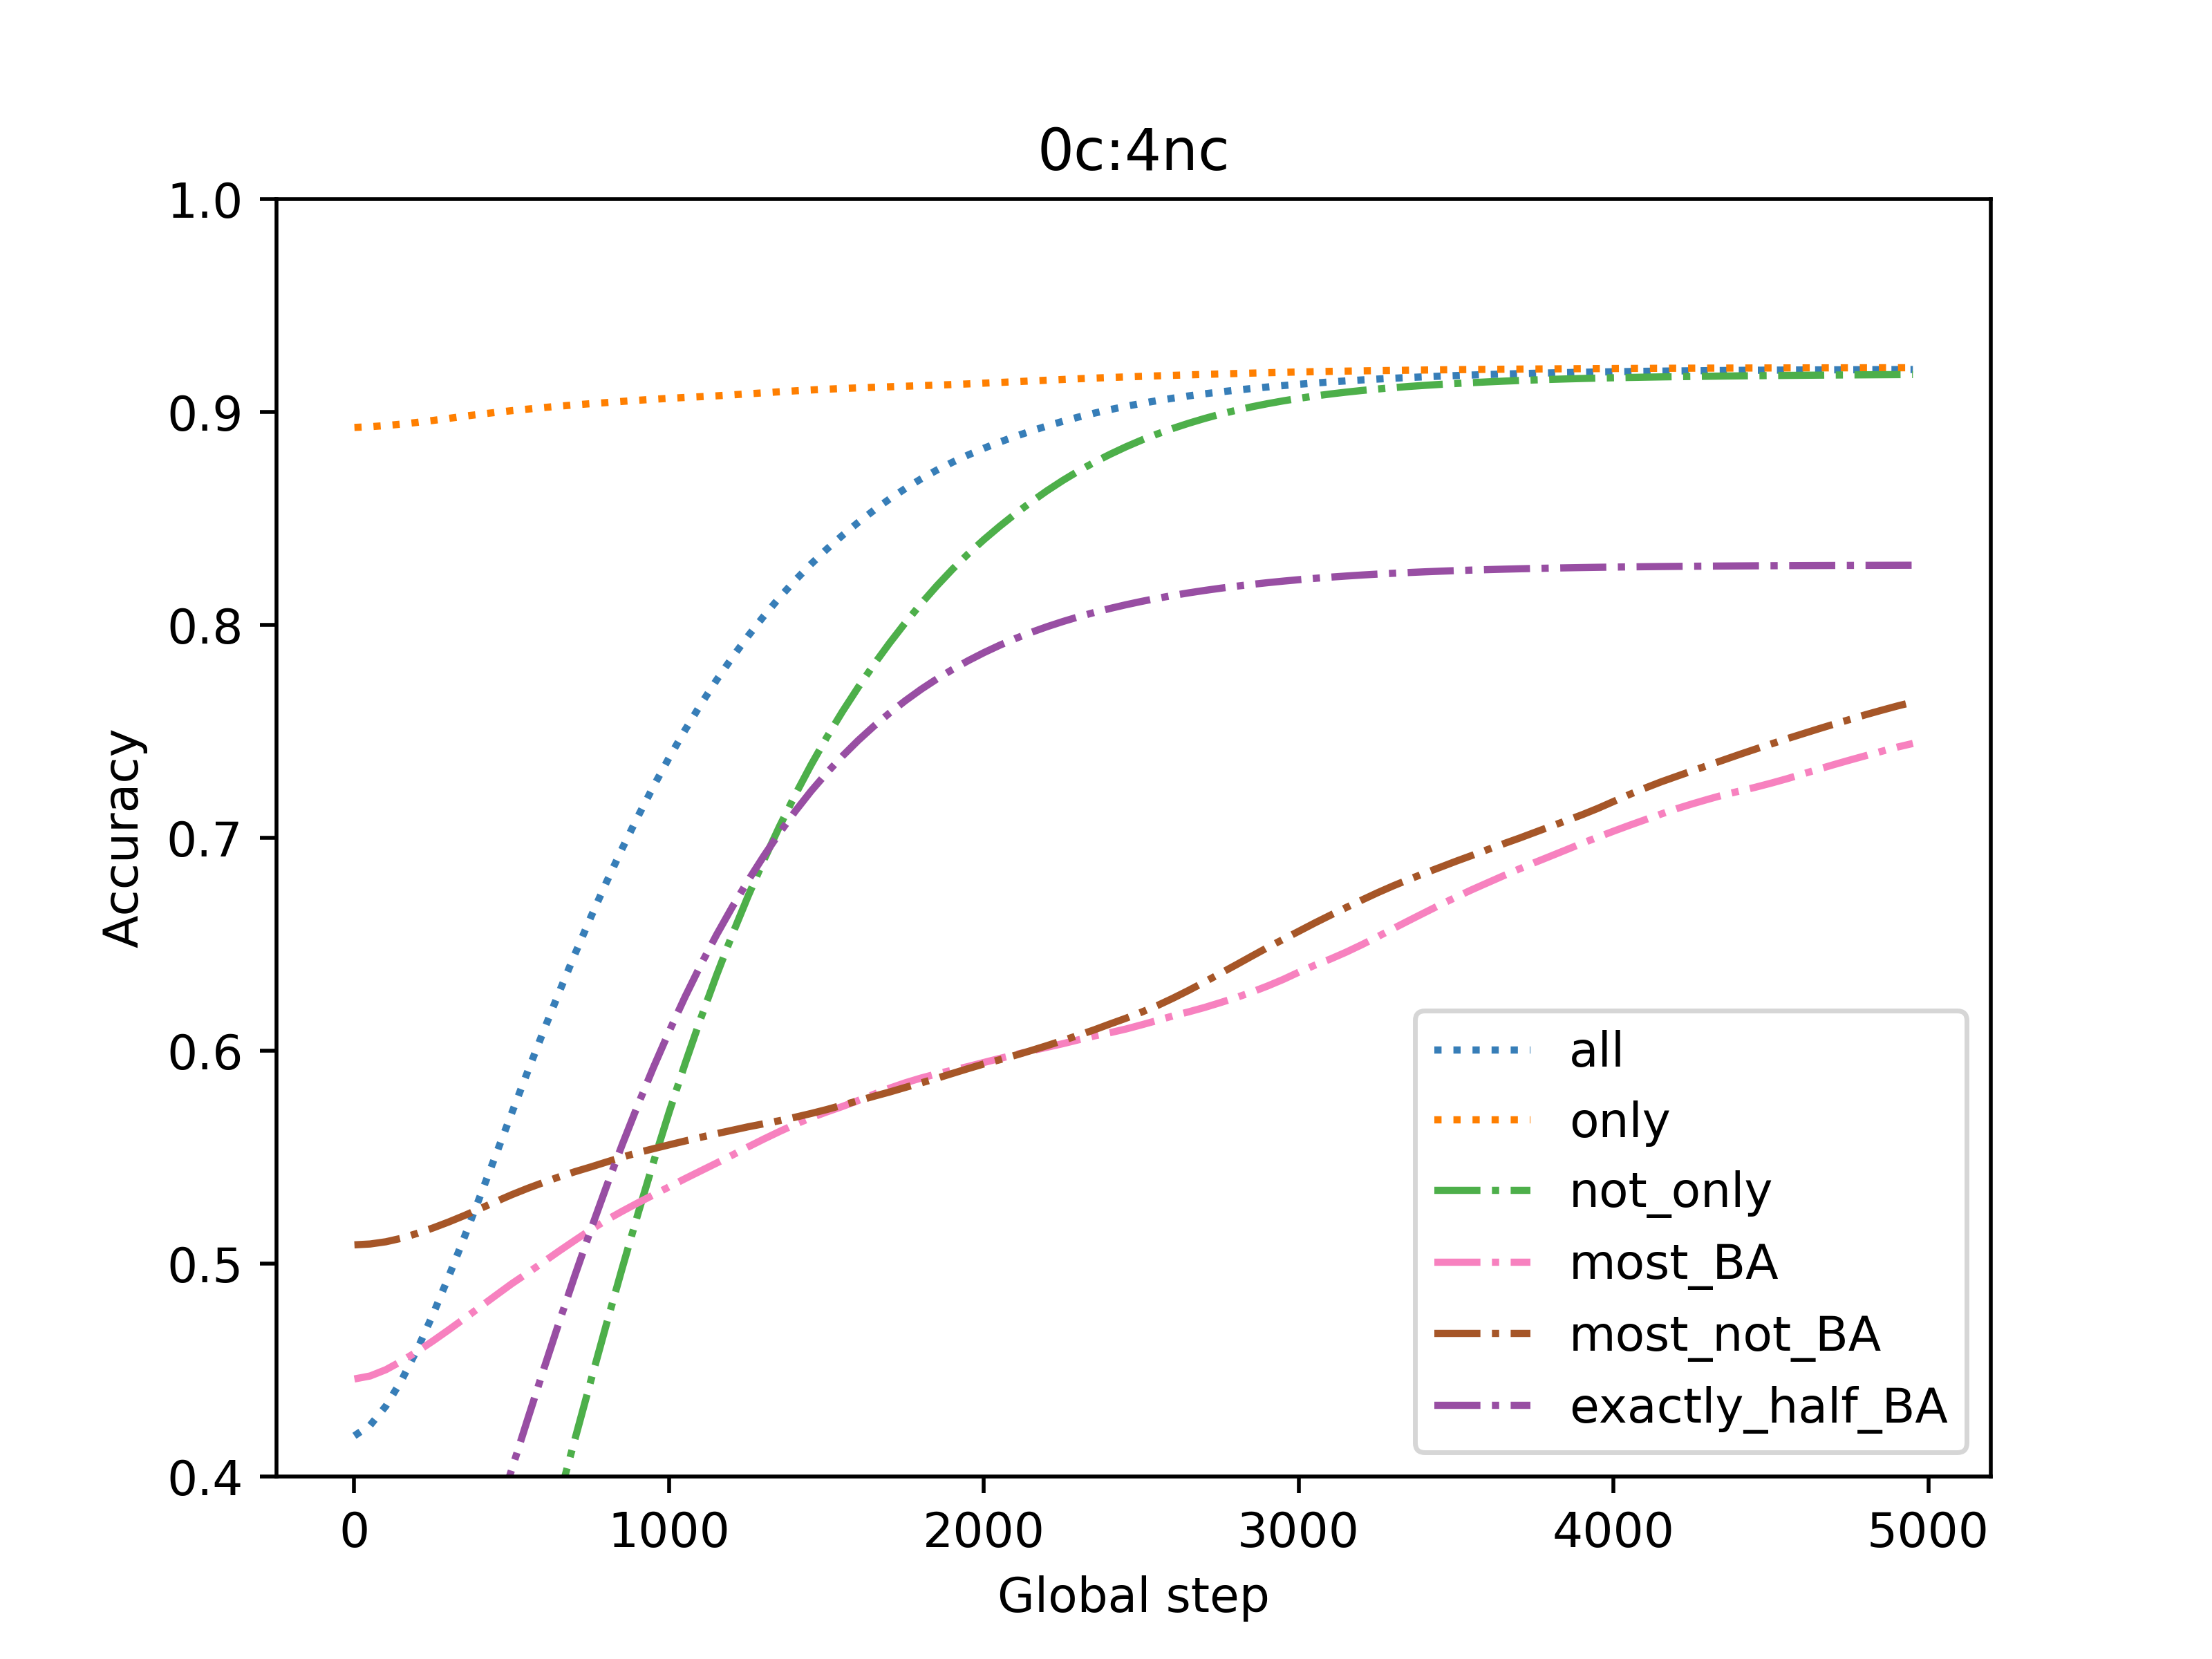 0c:4nc
1.0
0.9
0.8
0.7
0.6
0.5
0.4
Accuracy
0 1000 2000 3000 4000 5000
Global step
all
only
not_only
most_BA
most_not_BA
exactly_half_BA